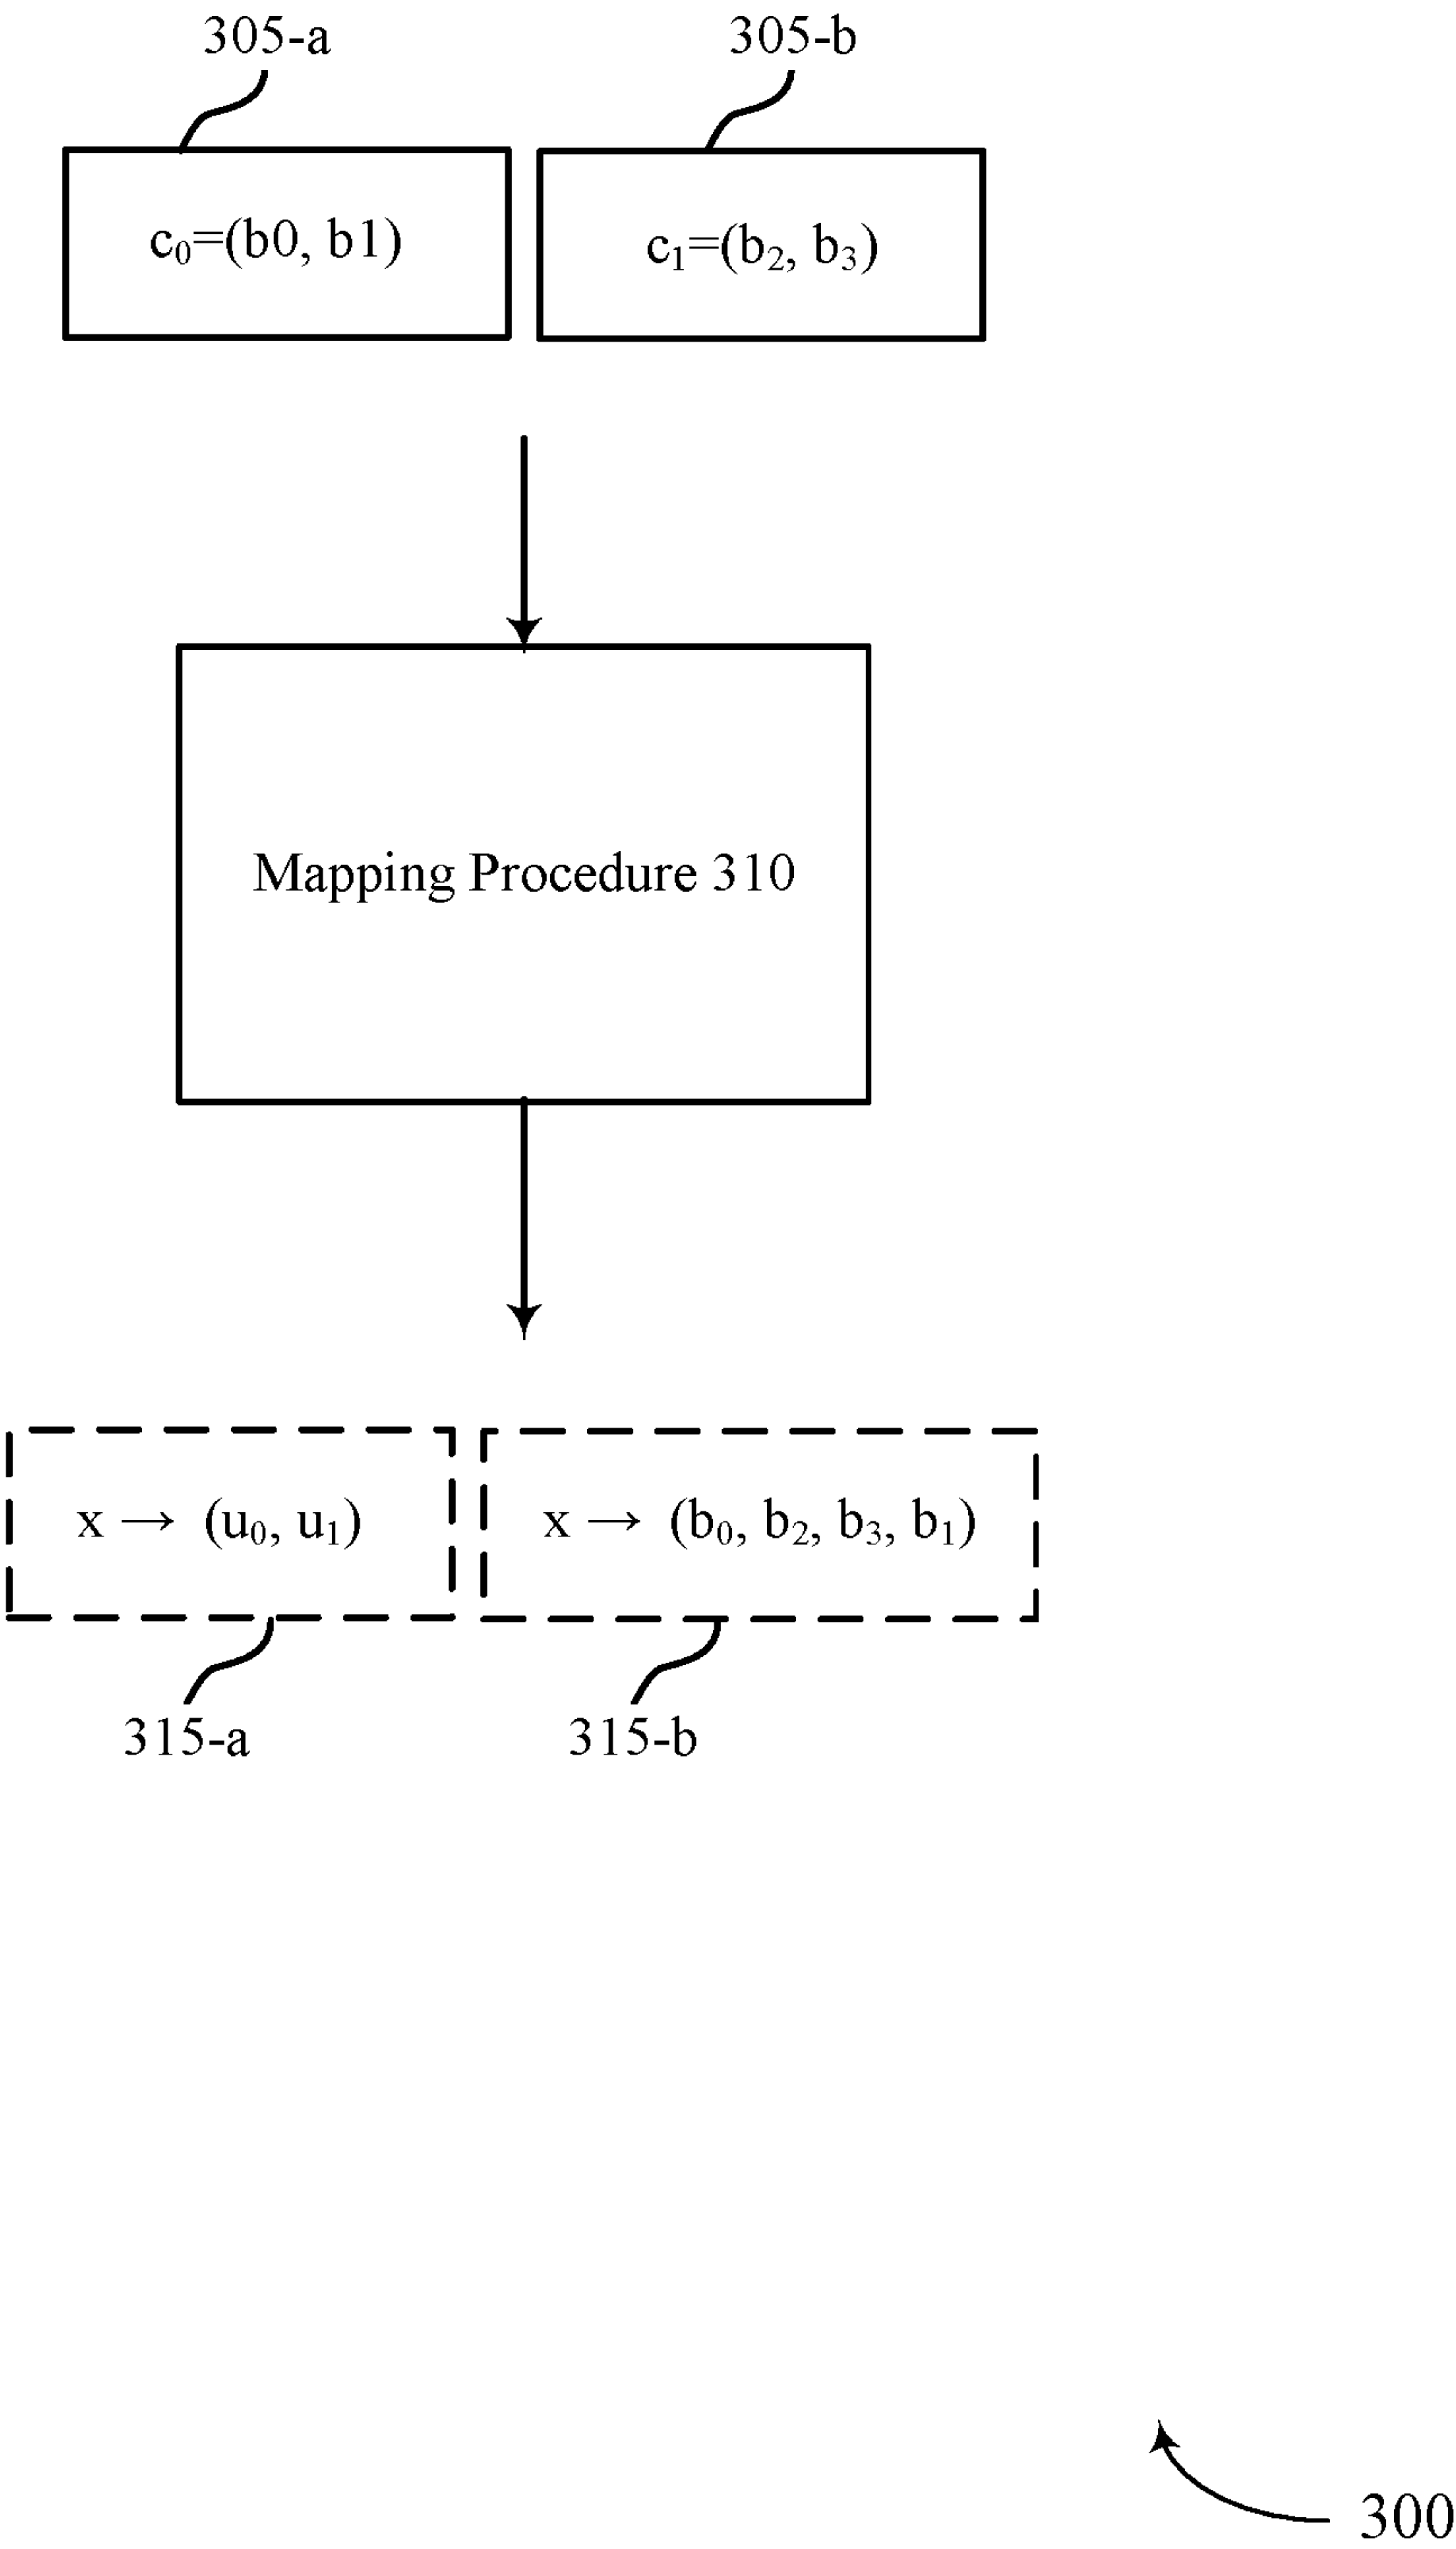 305-a 305-b
c₀=(b0, b1) c₁=(b₂, b₃)
Mapping Procedure 310
x → (u₀, u₁) x → (b₀, b₂, b₃, b₁)
315-a 315-b
300